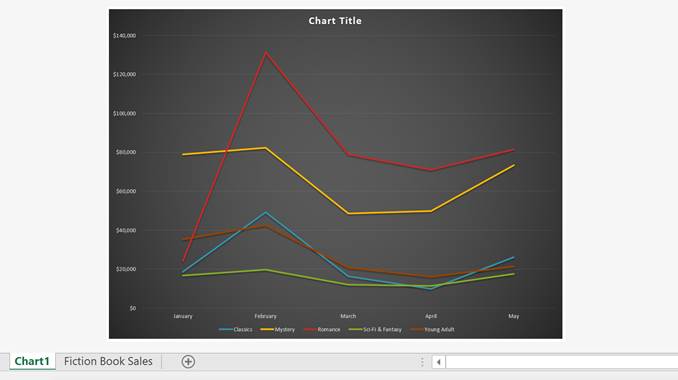 Chart Title
$140,000
$120,000
$100,000
$80,000
$60,000
$40,000
$20,000
$0
January February March April May
Classics Mystery Romance Sci-Fi & Fantasy Young Adult
Chart1 Fiction Book Sales